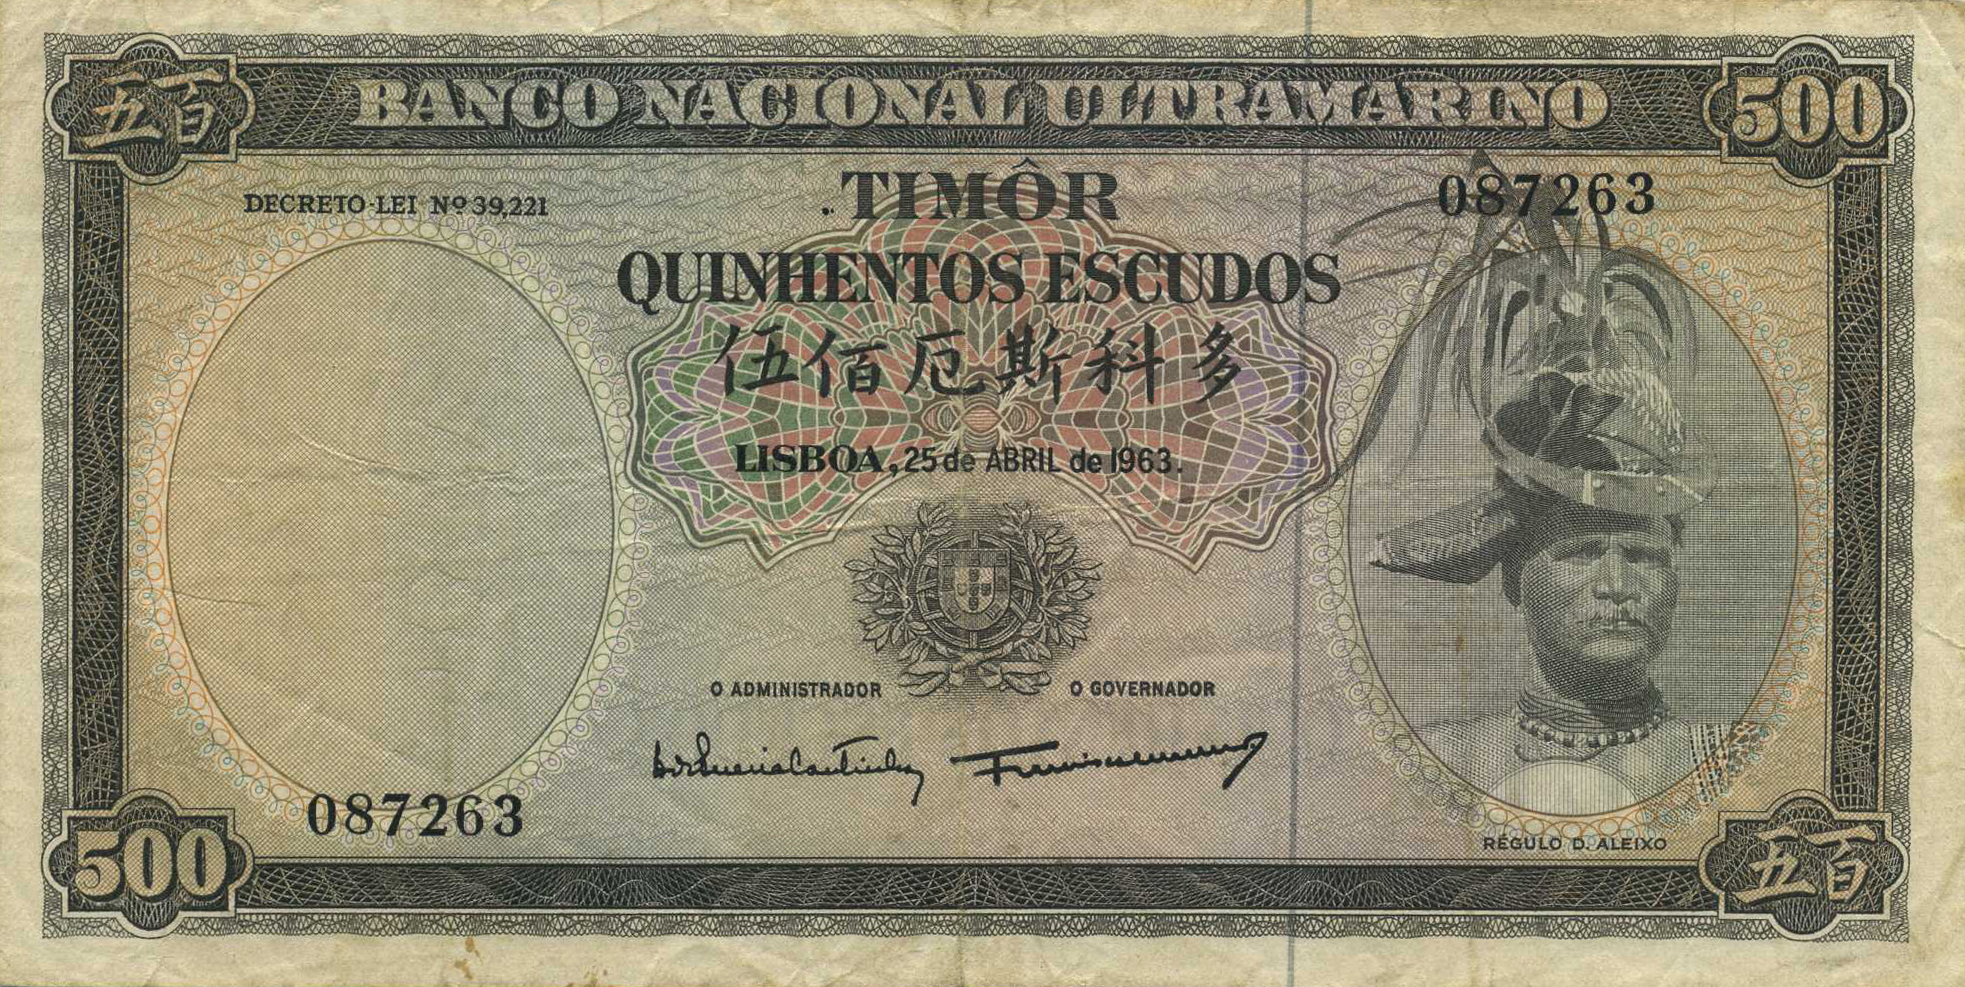 五百
BANCO NACIONAL ULTRAMARINO
500
DECRETO-LEI Nº 39,221
TIMÔR
087263
QUINHENTOS ESCUDOS
伍佰厄斯科多
LISBOA, 25 de ABRIL de 1963.
O ADMINISTRADOR
O GOVERNADOR
087263
RÉGULO D. ALEIXO
500
五百